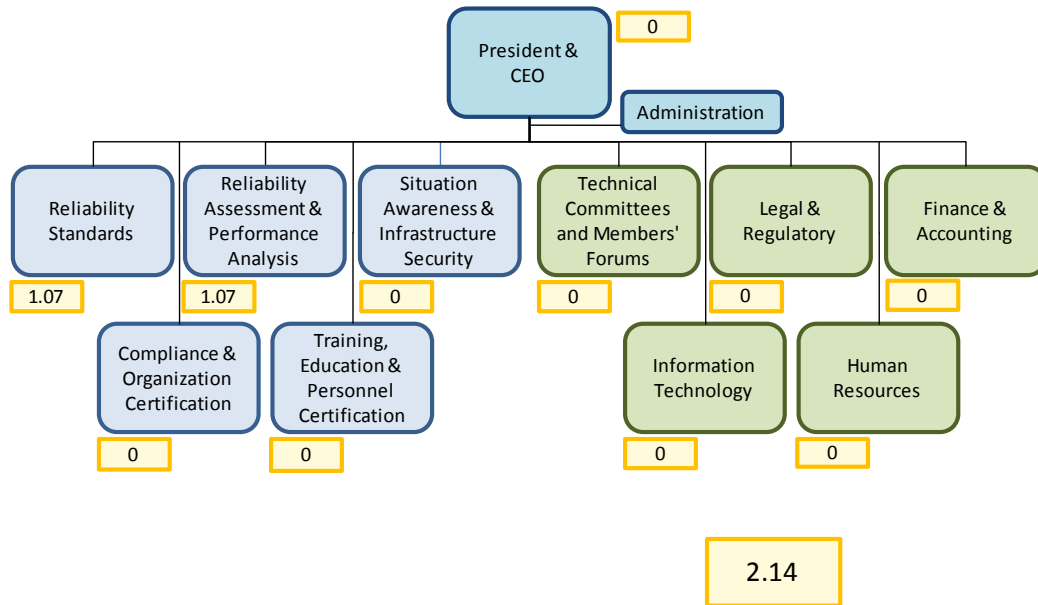 President &
CEO
0
Administration
Reliability
Standards
1.07
Reliability
Assessment &
Performance
Analysis
1.07
Situation
Awareness &
Infrastructure
Security
0
Technical
Committees
and Members'
Forums
0
Legal &
Regulatory
0
Finance &
Accounting
0
Compliance &
Organization
Certification
0
Training,
Education &
Personnel
Certification
0
Information
Technology
0
Human
Resources
0
2.14